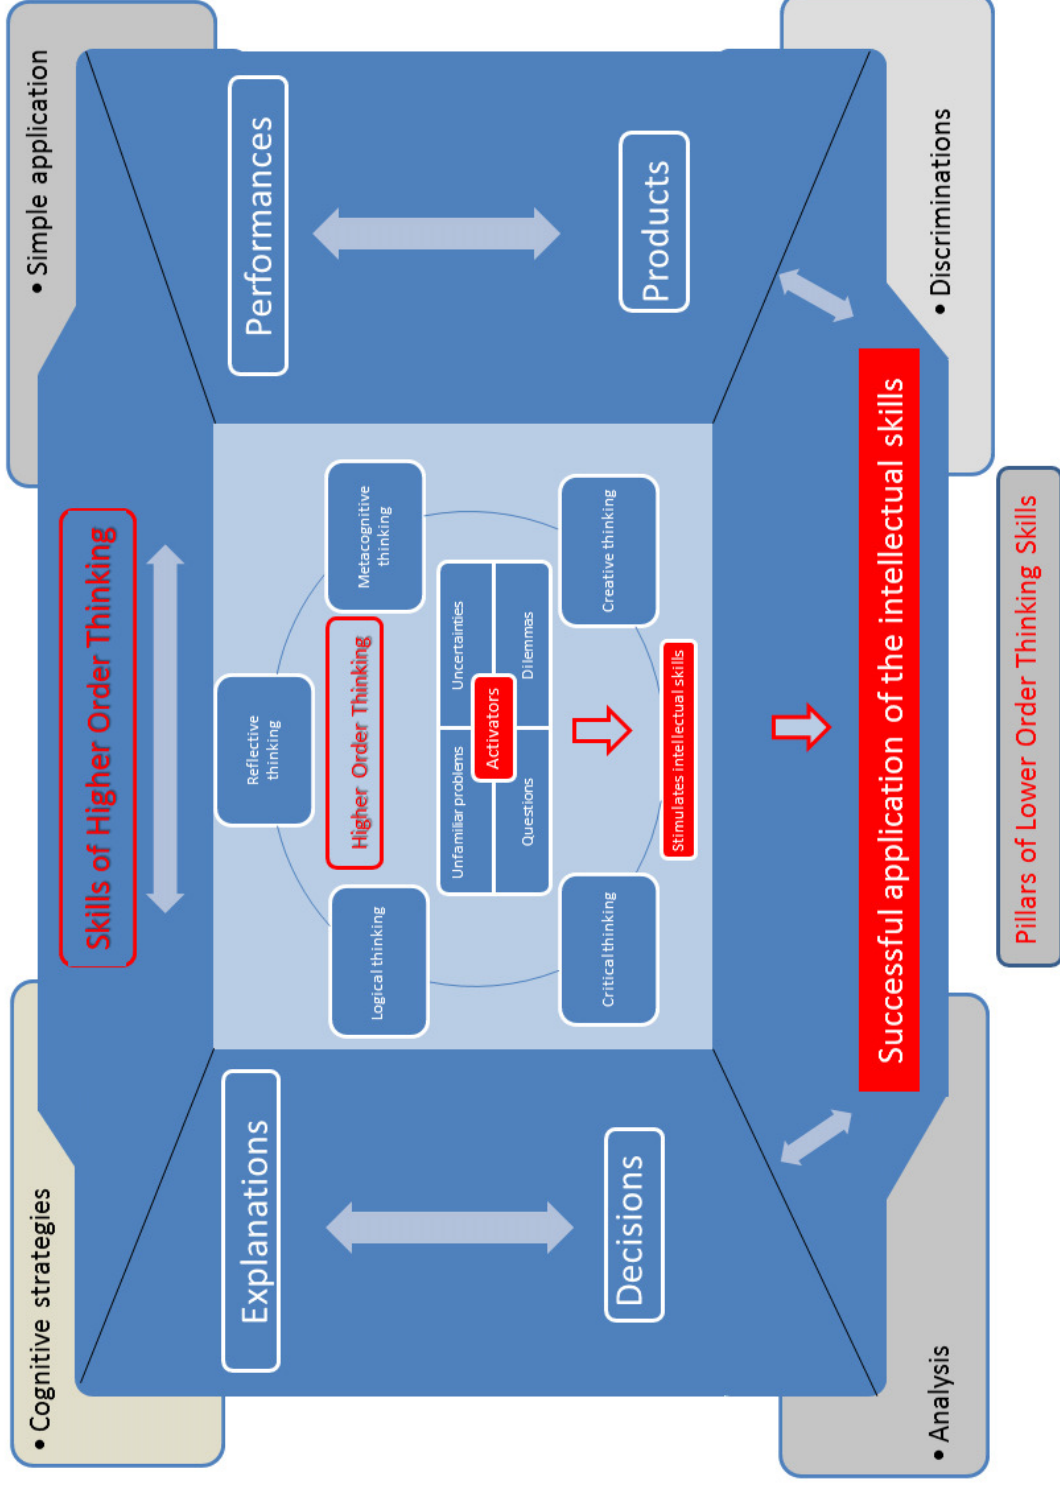 • Cognitive strategies
• Simple application
Skills of Higher Order Thinking
Explanations
Performances
Reflective
thinking
Logical thinking
Metacognitive
thinking
Higher Order Thinking
Unfamiliar problems
Uncertainties
Activators
Questions
Dilemmas
Critical thinking
Creative thinking
Stimulates intellectual skills
Decisions
Products
Successful application of the intellectual skills
• Analysis
• Discriminations
Pillars of Lower Order Thinking Skills